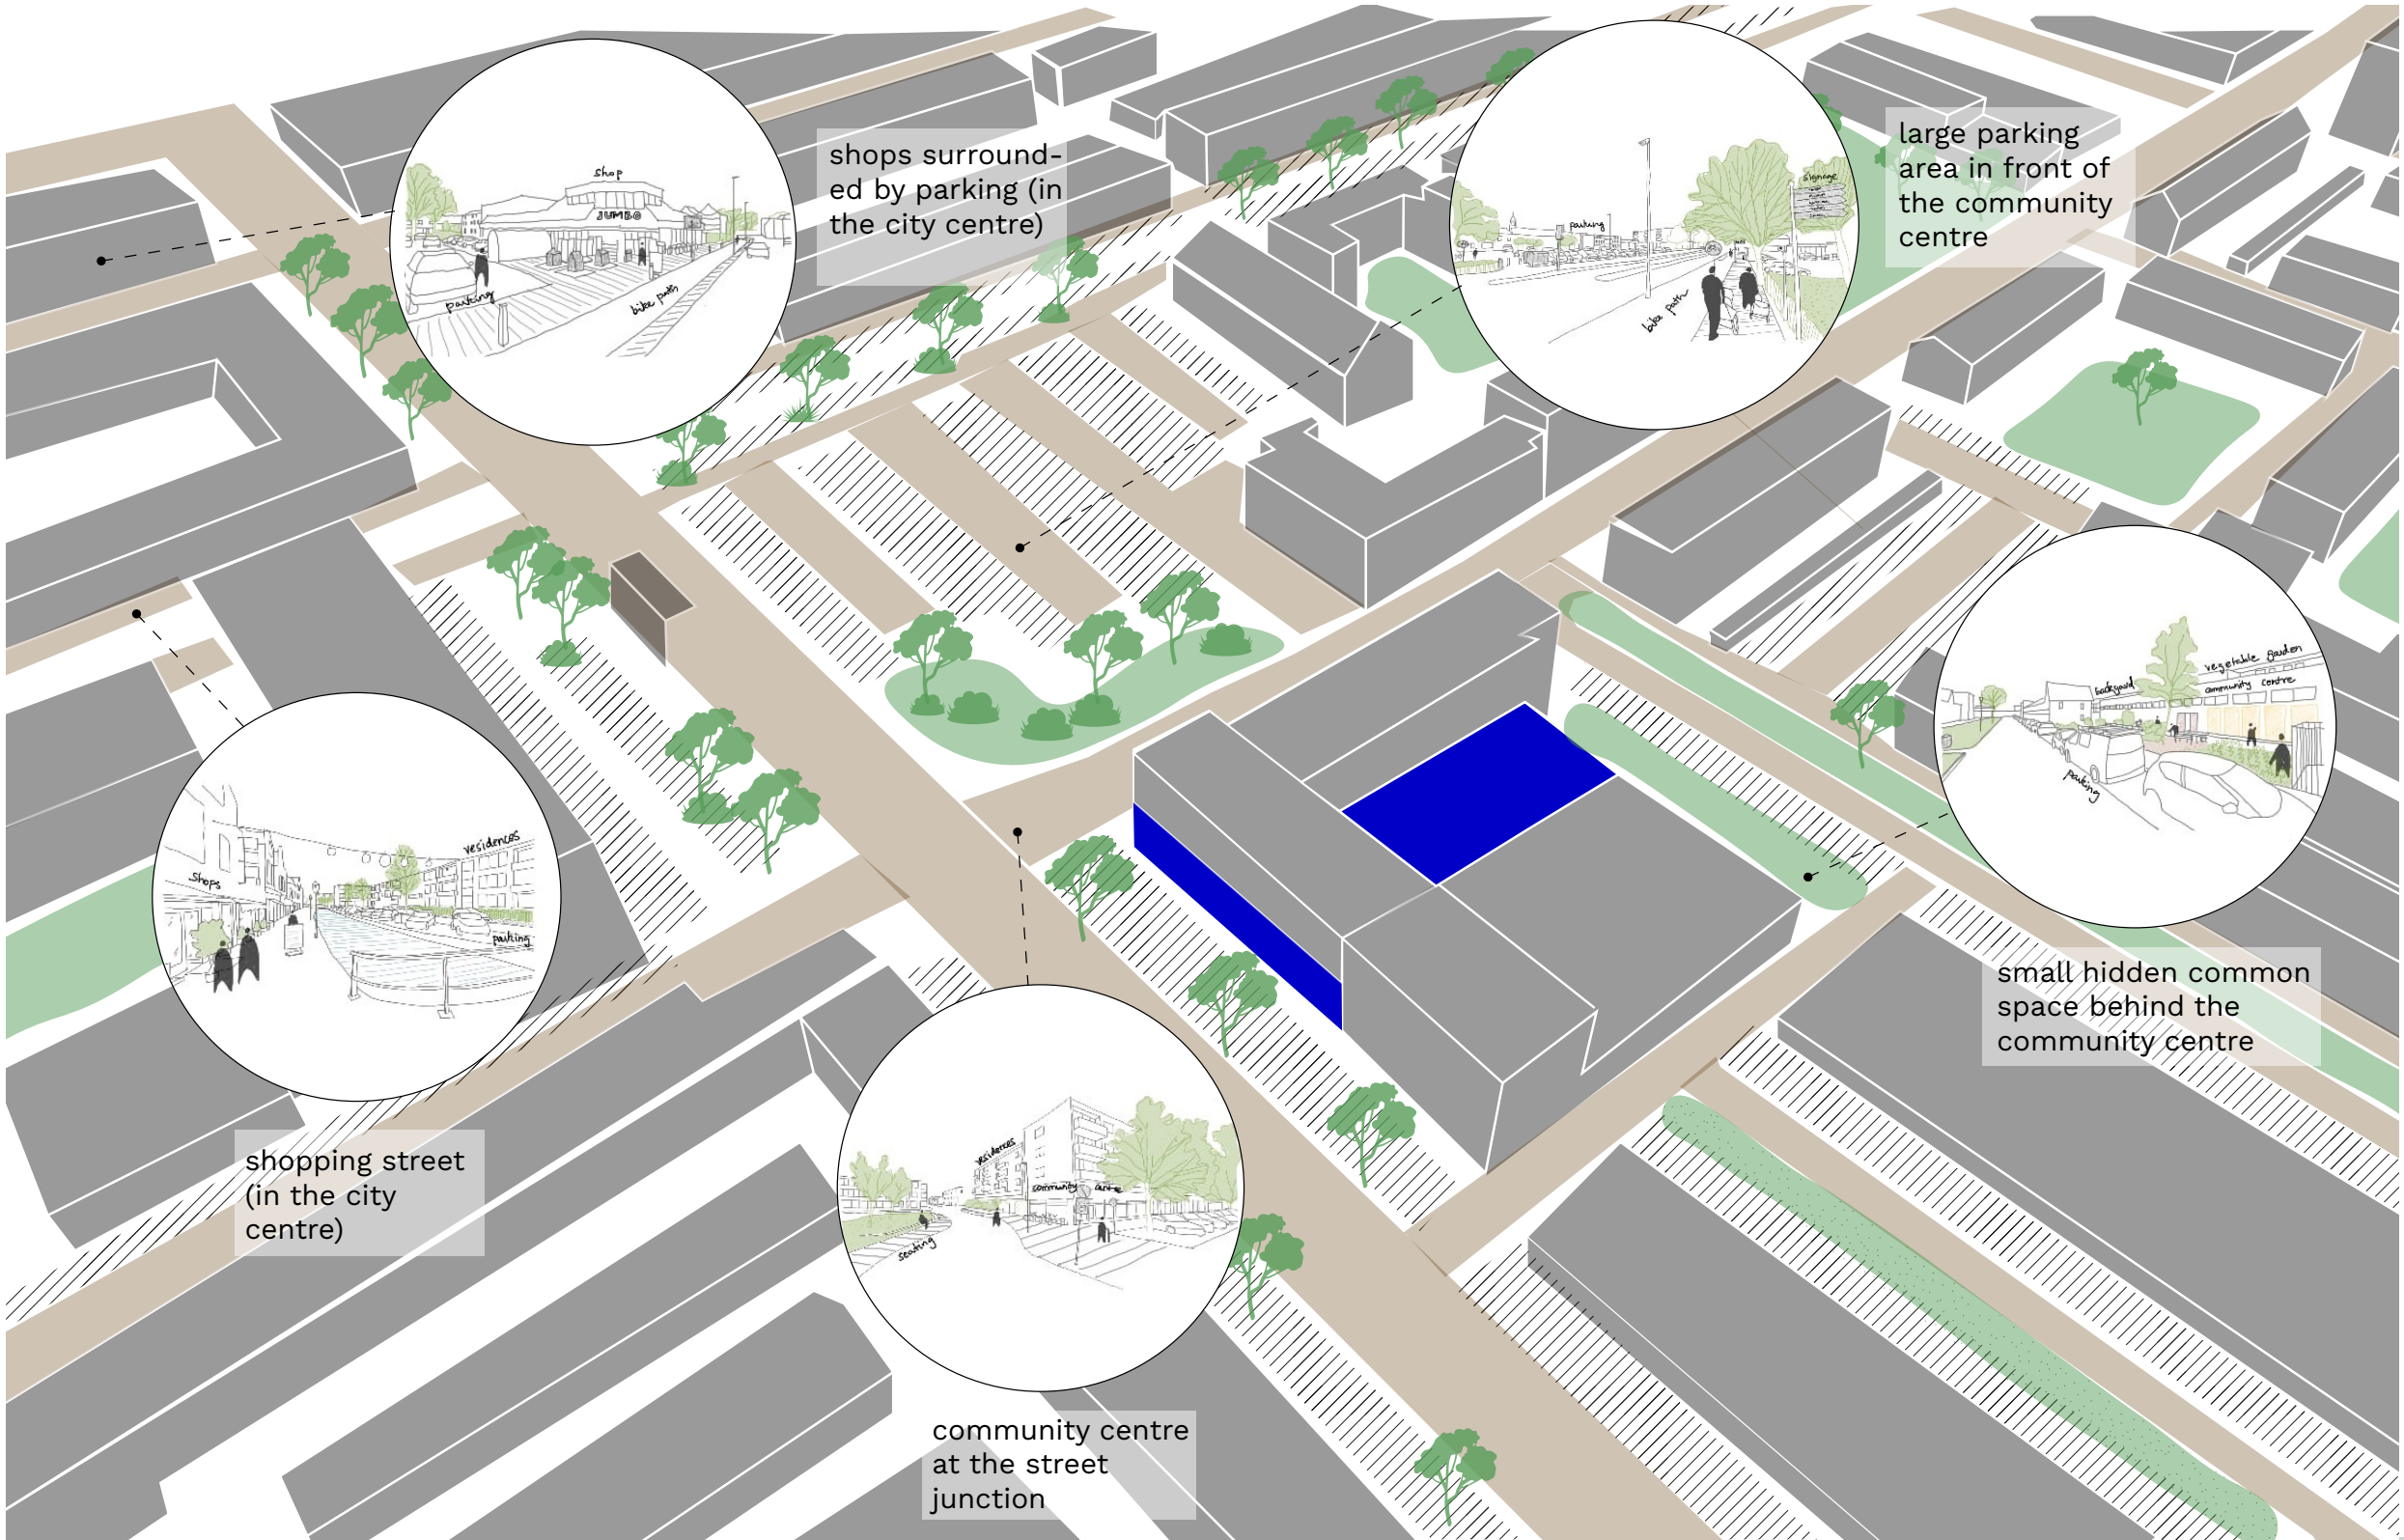 shop
JUMBO
parking
bike path
shops surround-
ed by parking (in
the city centre)
parking
signage
bike path
large parking
area in front of
the community
centre
vegetable garden
backyard
community centre
parking
small hidden common
space behind the
community centre
residences
shops
parking
shopping street
(in the city
centre)
residences
community centre
seating
community centre
at the street
junction